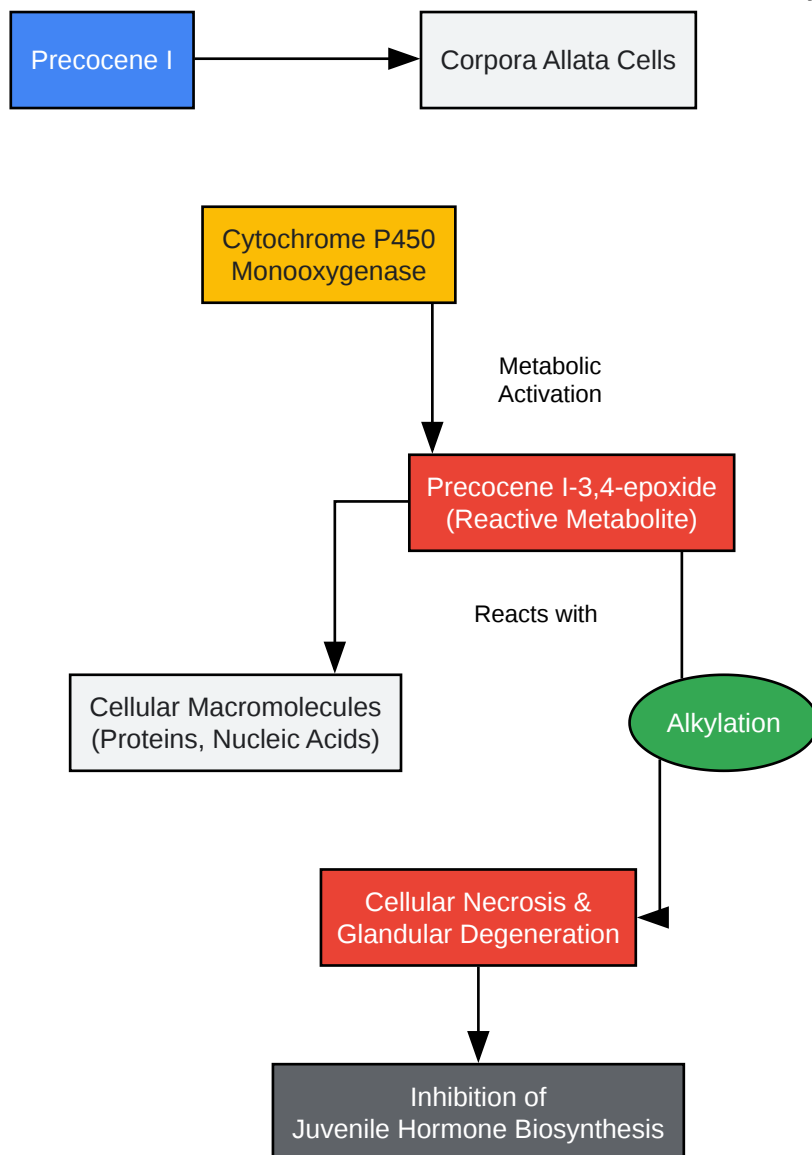 Precocene I
Corpora Allata Cells
Cytochrome P450
Monooxygenase
Metabolic
Activation
Precocene I-3,4-epoxide
(Reactive Metabolite)
Reacts with
Cellular Macromolecules
(Proteins, Nucleic Acids)
Alkylation
Cellular Necrosis &
Glandular Degeneration
Inhibition of
Juvenile Hormone Biosynthesis